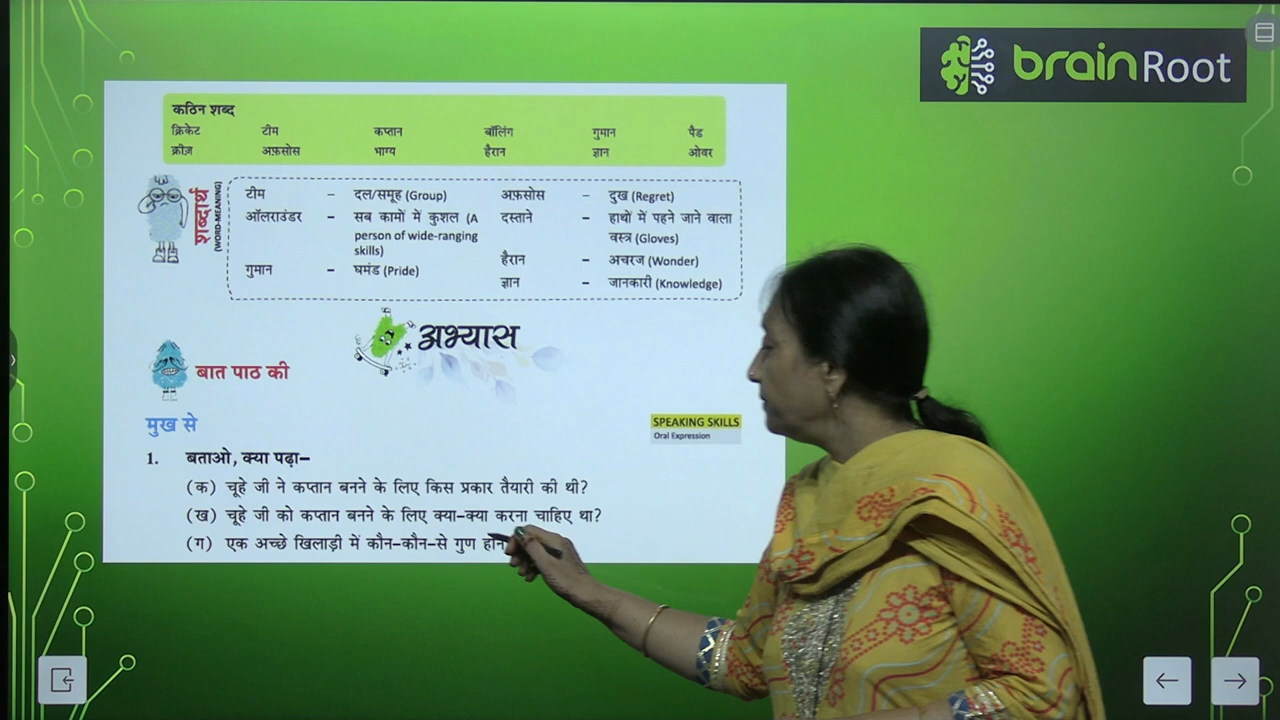 brainRoot
कठिन शब्द
क्रिकेट टीम कप्तान बॉलिंग गुमान पैड
क्रीज़ अफ़सोस भाग्य हैरान ज्ञान ओवर
शब्दार्थ
(WORD-MEANING)
टीम – दल/समूह (Group)
ऑलराउंडर – सब कामों में कुशल (A
person of wide-ranging
skills)
गुमान – घमंड (Pride)
अफ़सोस – दुख (Regret)
दस्ताने – हाथों में पहने जाने वाला
वस्त्र (Gloves)
हैरान – अचरज (Wonder)
ज्ञान – जानकारी (Knowledge)
अभ्यास
बात पाठ की
मुख से
SPEAKING SKILLS
Oral Expression
1. बताओ, क्या पढ़ा–
(क) चूहे जी ने कप्तान बनने के लिए किस प्रकार तैयारी की थी?
(ख) चूहे जी को कप्तान बनने के लिए क्या-क्या करना चाहिए था?
(ग) एक अच्छे खिलाड़ी में कौन-कौन-से गुण